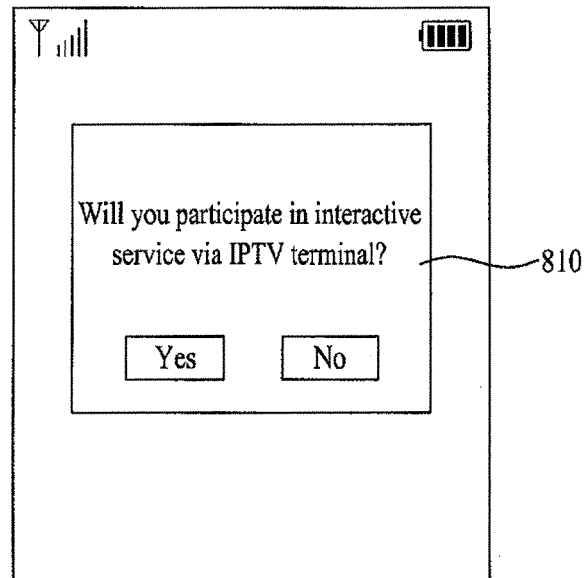 Will you participate in interactive
service via IPTV terminal?
810
Yes No